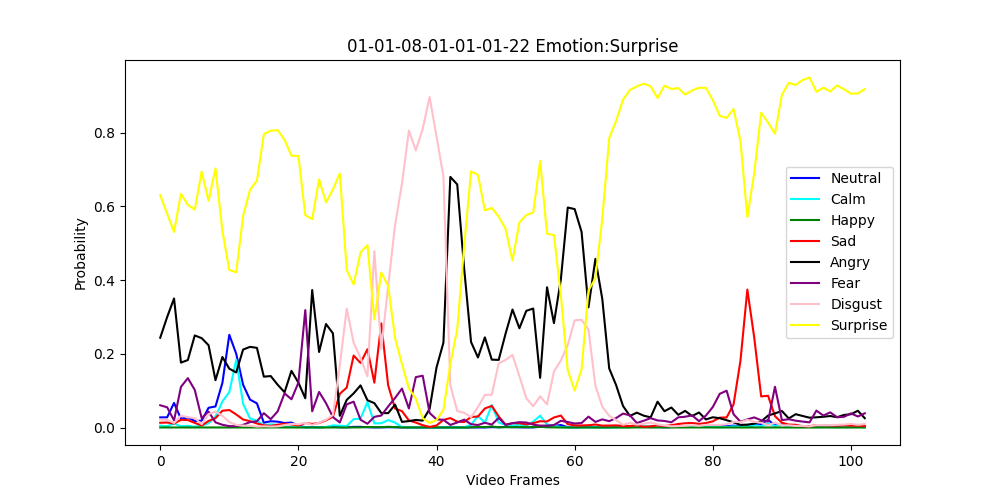 01-01-08-01-01-01-22 Emotion:Surprise
Probability
0.8
0.6
0.4
0.2
0.0
0 20 40 60 80 100
Video Frames
Neutral
Calm
Happy
Sad
Angry
Fear
Disgust
Surprise